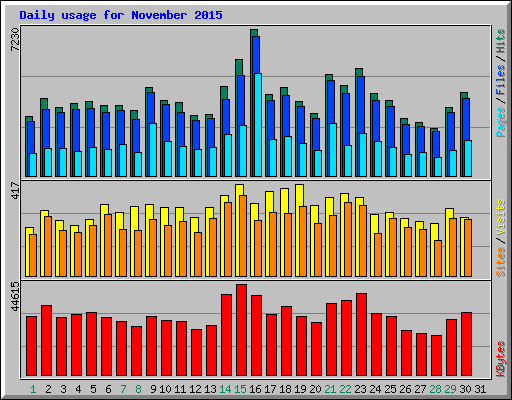 Daily usage for November 2015
7230
417
44615
Pages / Files / Hits
Sites / Visits
KBytes
1 2 3 4 5 6 7 8 9 10 11 12 13 14 15 16 17 18 19 20 21 22 23 24 25 26 27 28 29 30 31